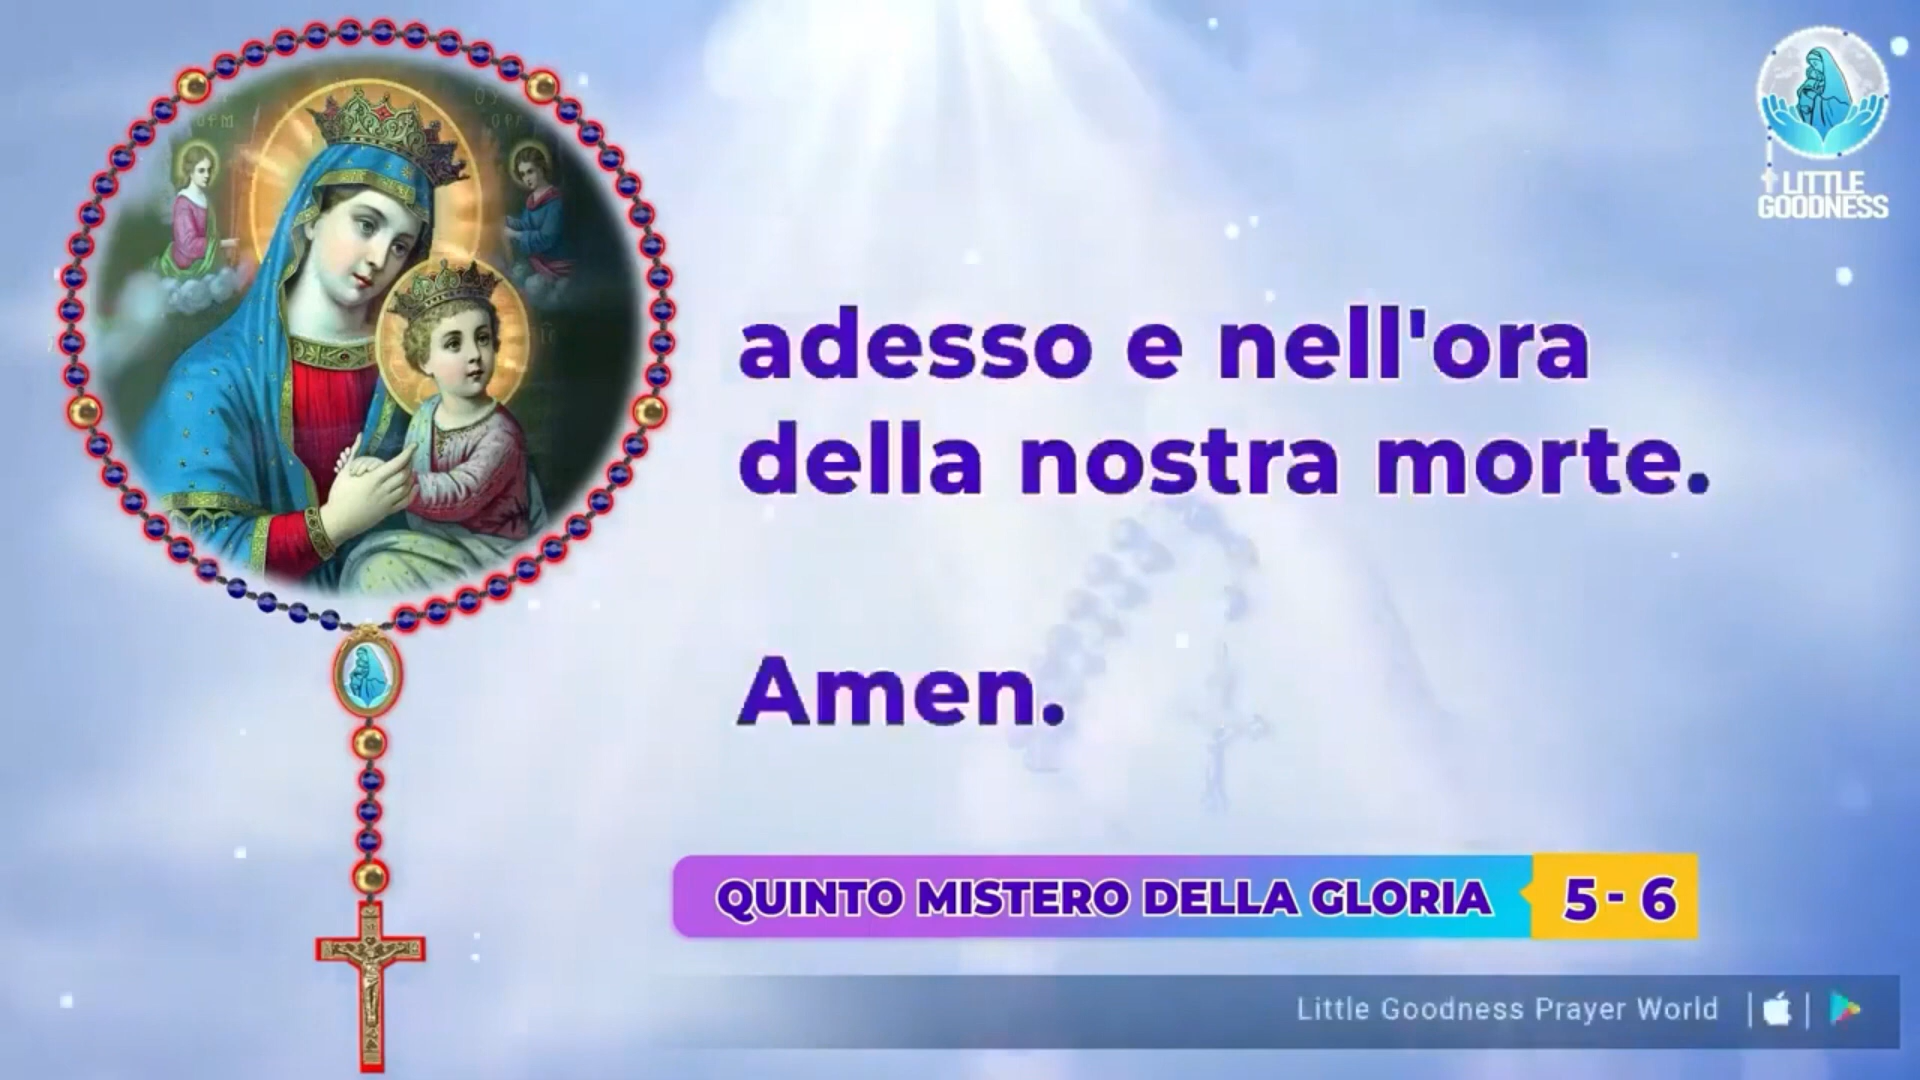 LITTLE
GOODNESS
adesso e nell'ora
della nostra morte.
Amen.
QUINTO MISTERO DELLA GLORIA
5 - 6
Little Goodness Prayer World